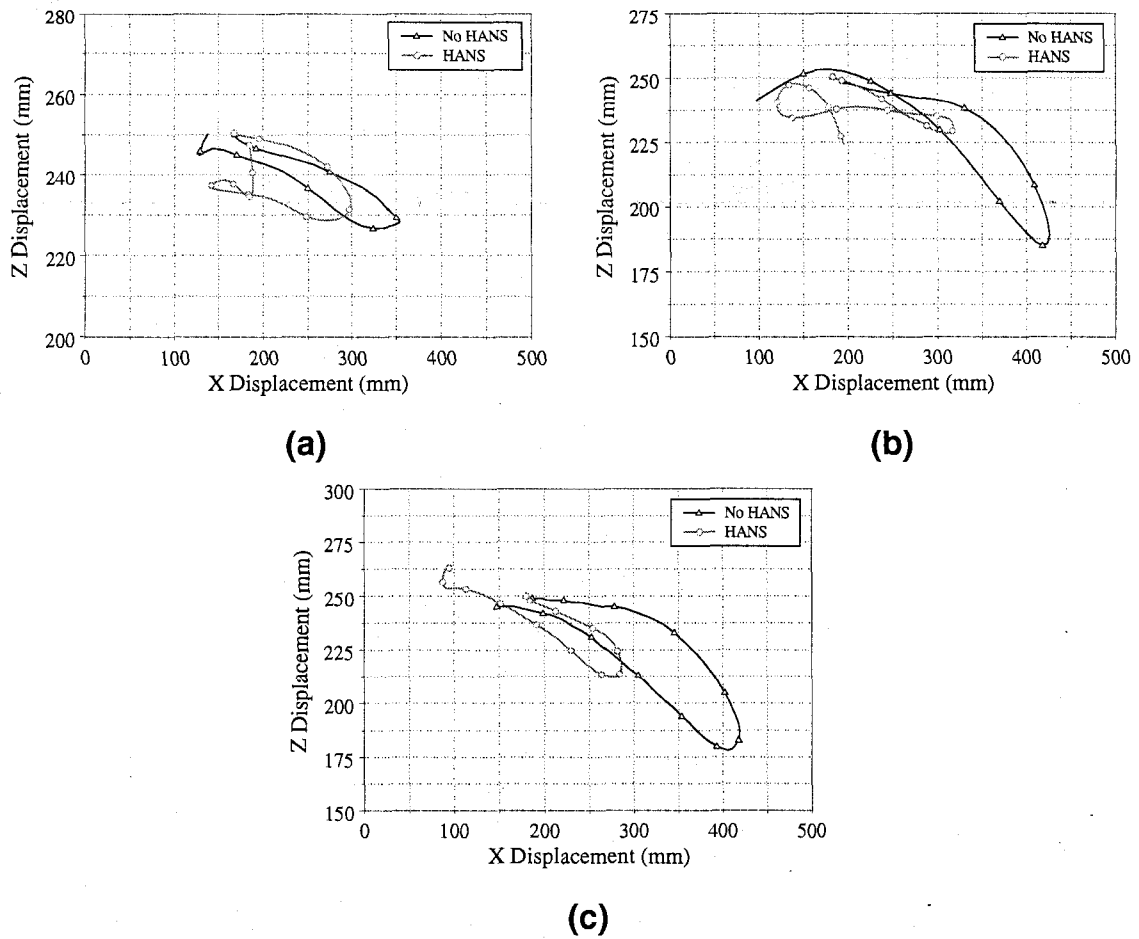 280
260
240
220
200
Z Displacement (mm)
No HANS
HANS
0 100 200 300 400 500
X Displacement (mm)
(a)
275
250
225
200
175
150
Z Displacement (mm)
No HANS
HANS
0 100 200 300 400 500
X Displacement (mm)
(b)
300
275
250
225
200
175
150
Z Displacement (mm)
No HANS
HANS
0 100 200 300 400 500
X Displacement (mm)
(c)